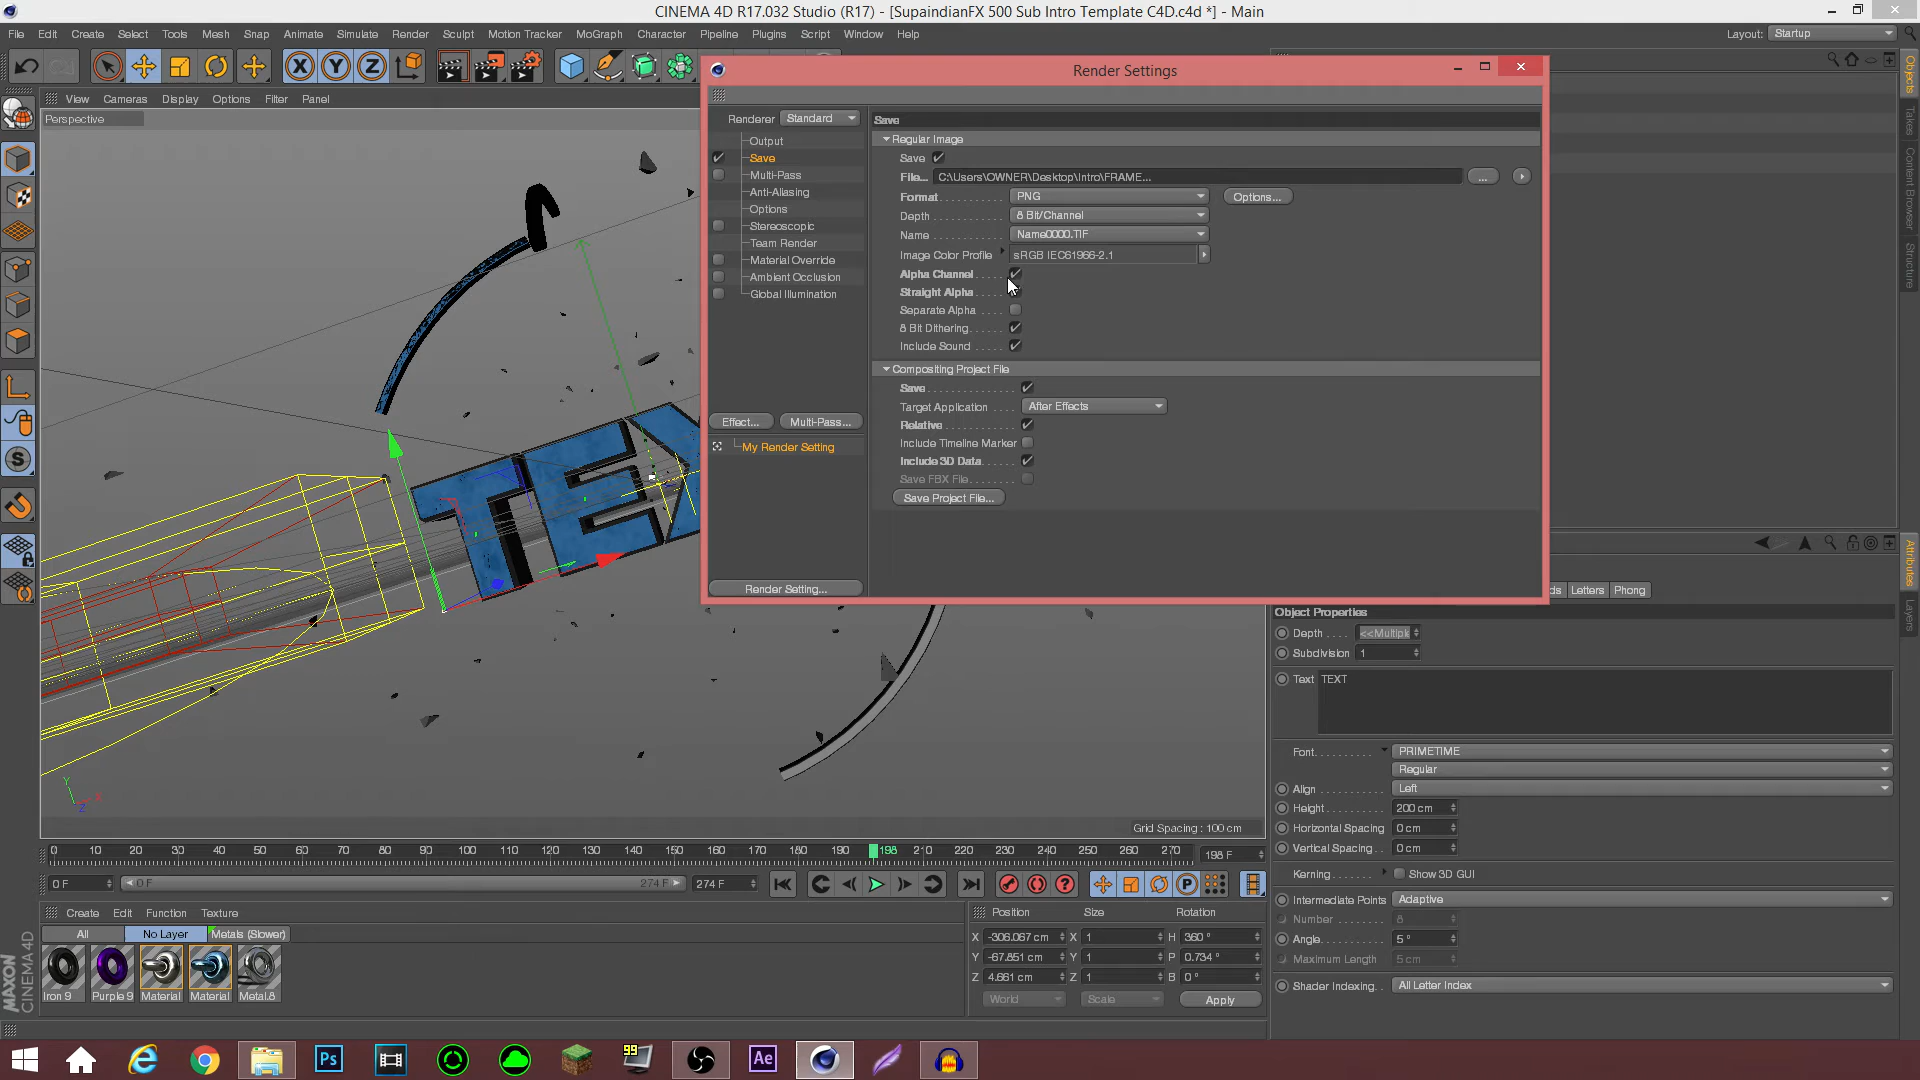 CINEMA 4D R17.032 Studio (R17) - [SupaindianFX 500 Sub Intro Template C4D.c4d *] - Main
File Edit Create Select Tools Mesh Snap Animate Simulate Render Sculpt Motion Tracker MoGraph Character Pipeline Plugins Script Window Help
Layout: Startup
View Cameras Display Options Filter Panel
Perspective
Render Settings
Renderer Standard
Output
Save
Multi-Pass
Anti-Aliasing
Options
Stereoscopic
Team Render
Material Override
Ambient Occlusion
Global Illumination
Effect... Multi-Pass...
My Render Setting
Render Setting...
Save
Regular Image
Save
File... C:\Users\OWNER\Desktop\Intro\FRAME... ...
Format PNG Options...
Depth 8 Bit/Channel
Name Name0000.TIF
Image Color Profile sRGB IEC61966-2.1
Alpha Channel
Straight Alpha
Separate Alpha
8 Bit Dithering
Include Sound
Compositing Project File
Save
Target Application After Effects
Relative
Include Timeline Marker
Include 3D Data
Save FBX File
Save Project File...
Objects
Takes
Content Browser
Structure
Attributes
Layers
Letters Phong
Object Properties
Depth <<Multipl
Subdivision 1
Text TEXT
Font PRIMETIME
Regular
Align Left
Height 200 cm
Horizontal Spacing 0 cm
Vertical Spacing 0 cm
Kerning Show 3D GUI
Intermediate Points Adaptive
Number 8
Angle 5 °
Maximum Length 5 cm
Shader Indexing All Letter Index
TEX
Y X Z
Grid Spacing : 100 cm
0 10 20 30 40 50 60 70 80 90 100 110 120 130 140 150 160 170 180 190 198 210 220 230 240 250 260 270 198 F
0 F 0 F 274 F 274 F
Create Edit Function Texture
All No Layer Metals (Slower)
Iron 9 Purple 9 Material Material Metal.8
Position Size Rotation
X -306.067 cm X 1 H 360 °
Y -67.851 cm Y 1 P 0.734 °
Z 4.661 cm Z 1 B 0 °
World Scale Apply
MAXON
CINEMA 4D
Ps
99
Ae